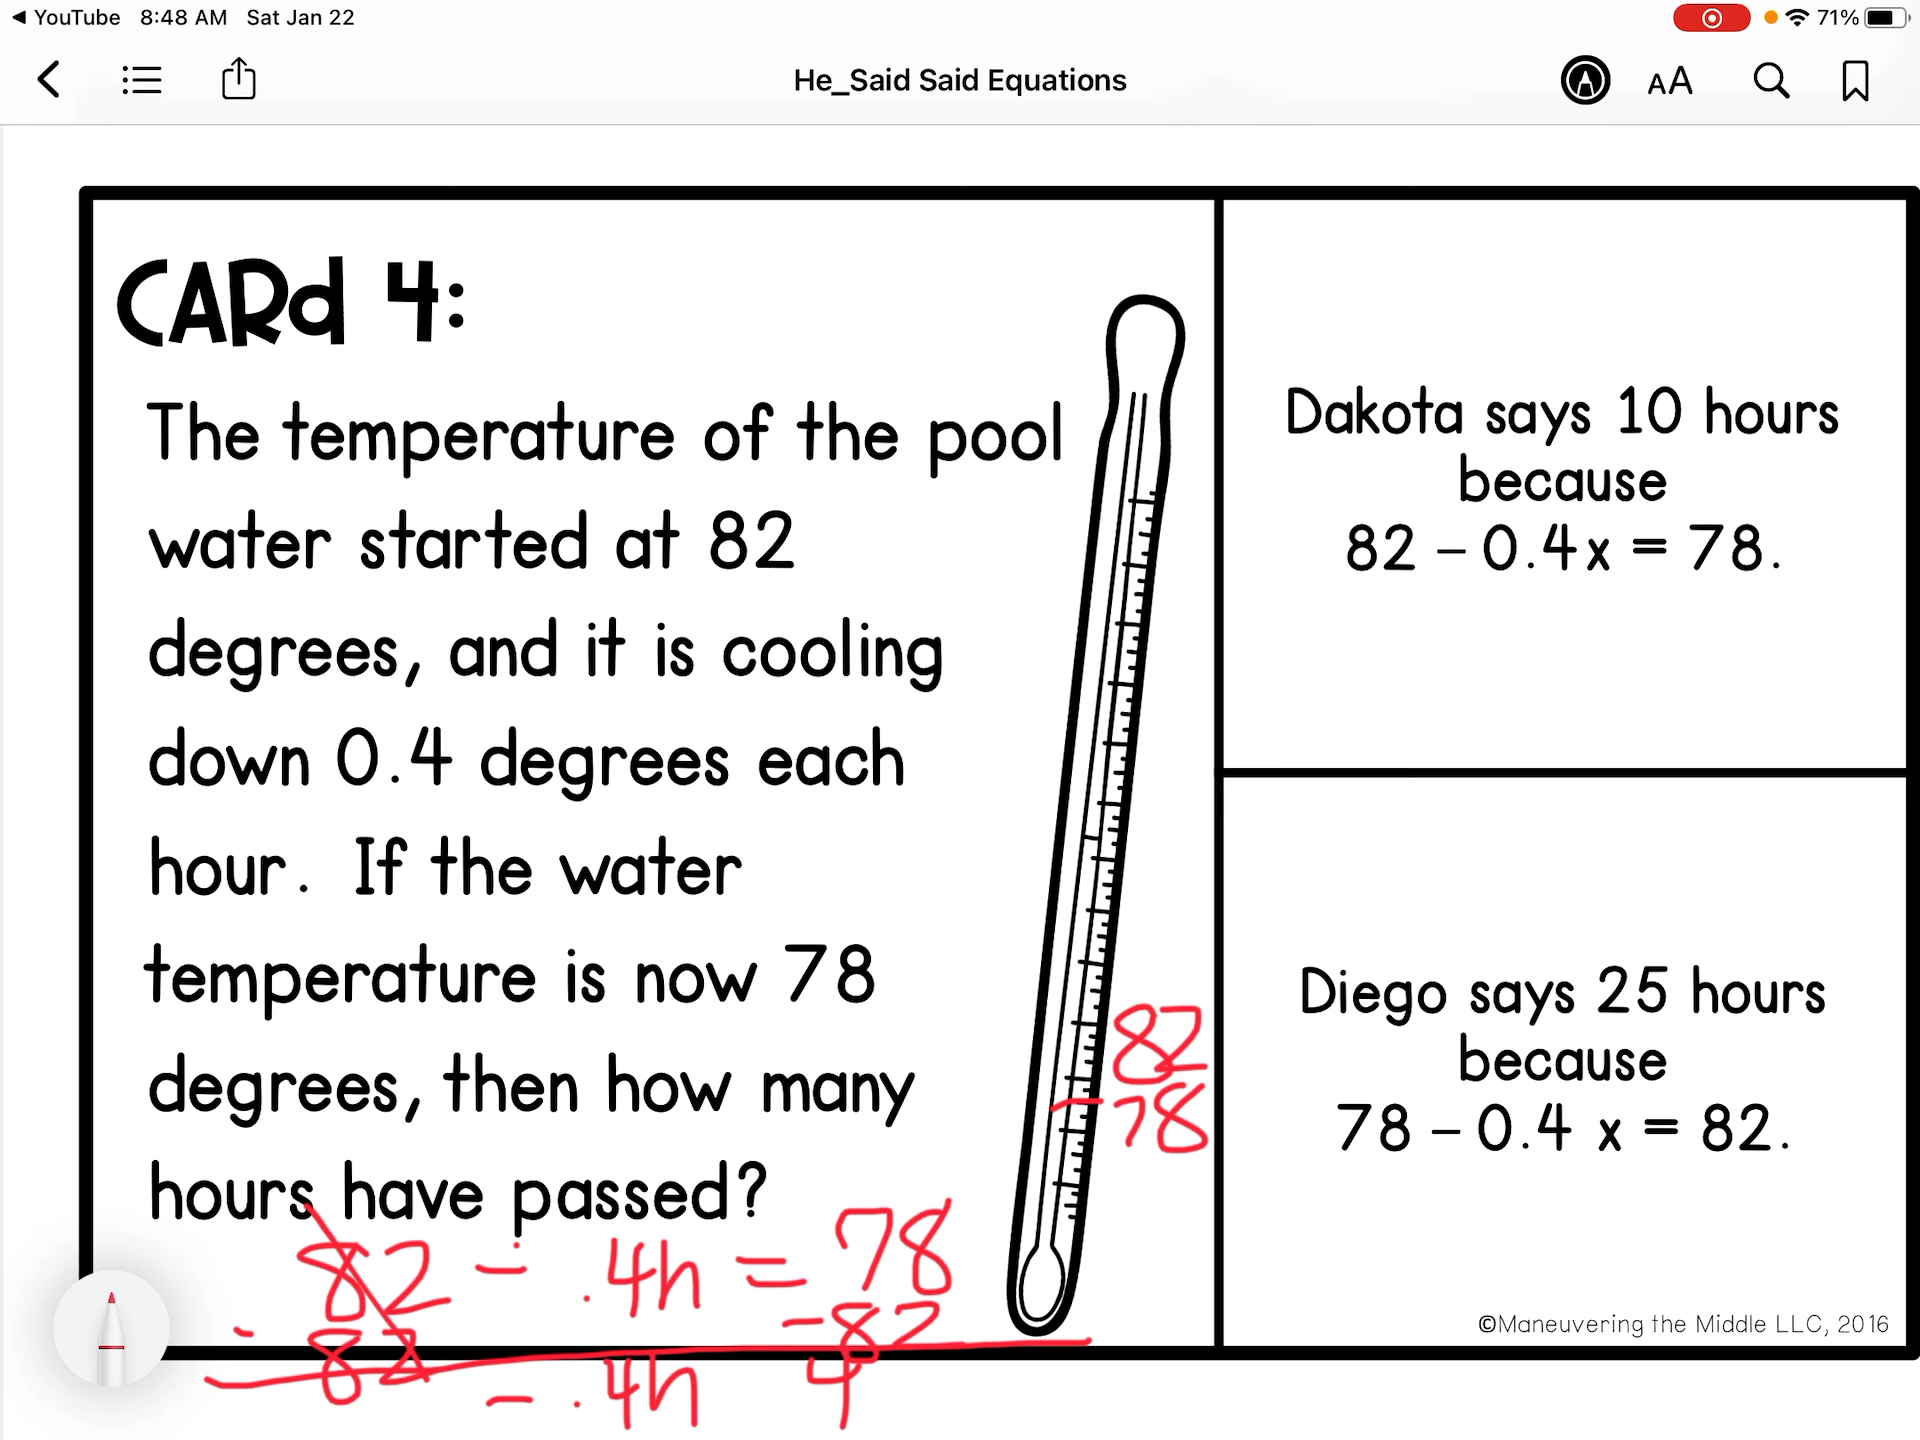 YouTube 8:48 AM Sat Jan 22
71%
He_Said Said Equations
AA
CARd 4:
The temperature of the pool
water started at 82
degrees, and it is cooling
down 0.4 degrees each
hour. If the water
temperature is now 78
degrees, then how many
hours have passed?
82
- 78
82 - .4h = 78
- 82 -82
- .4h 4
Dakota says 10 hours
because
82 – 0.4x = 78.
Diego says 25 hours
because
78 – 0.4 x = 82.
©Maneuvering the Middle LLC, 2016